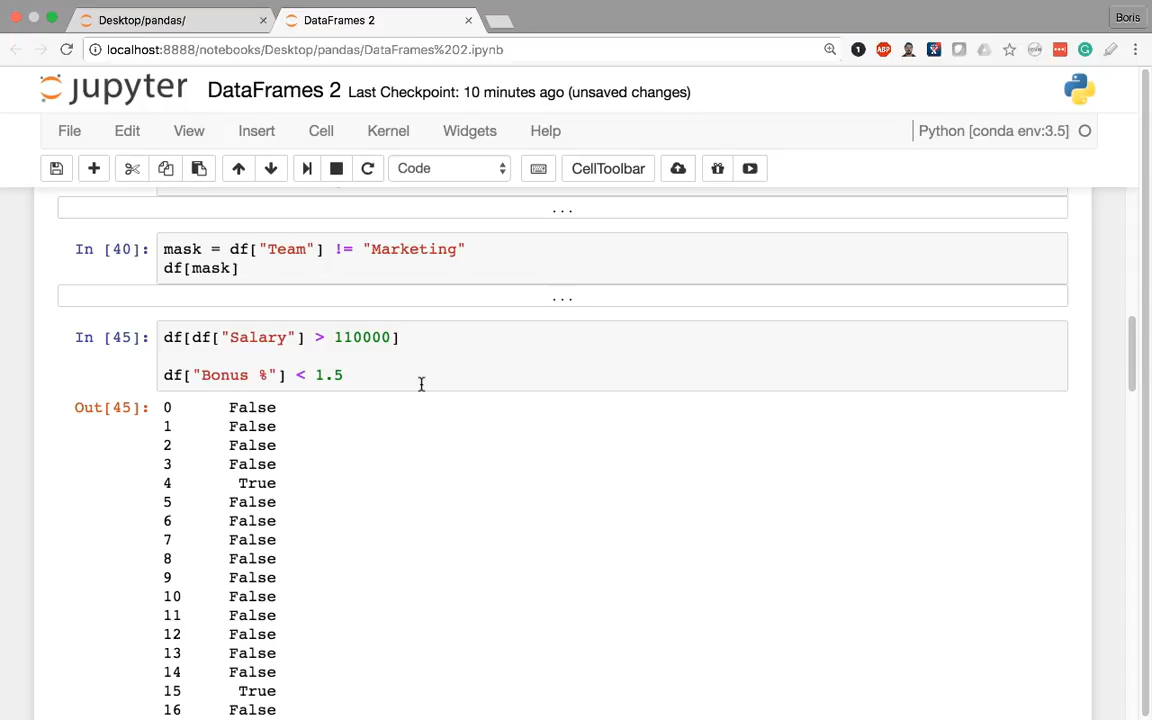 Desktop/pandas/
DataFrames 2
Boris
localhost:8888/notebooks/Desktop/pandas/DataFrames%202.ipynb
1
ABP
jupyter
DataFrames 2 Last Checkpoint: 10 minutes ago (unsaved changes)
File Edit View Insert Cell Kernel Widgets Help
Python [conda env:3.5]
Code
CellToolbar
...
In [40]: mask = df["Team"] != "Marketing"
df[mask]
...
In [45]: df[df["Salary"] > 110000]
df["Bonus %"] < 1.5
Out[45]: 0 False
1 False
2 False
3 False
4 True
5 False
6 False
7 False
8 False
9 False
10 False
11 False
12 False
13 False
14 False
15 True
16 False